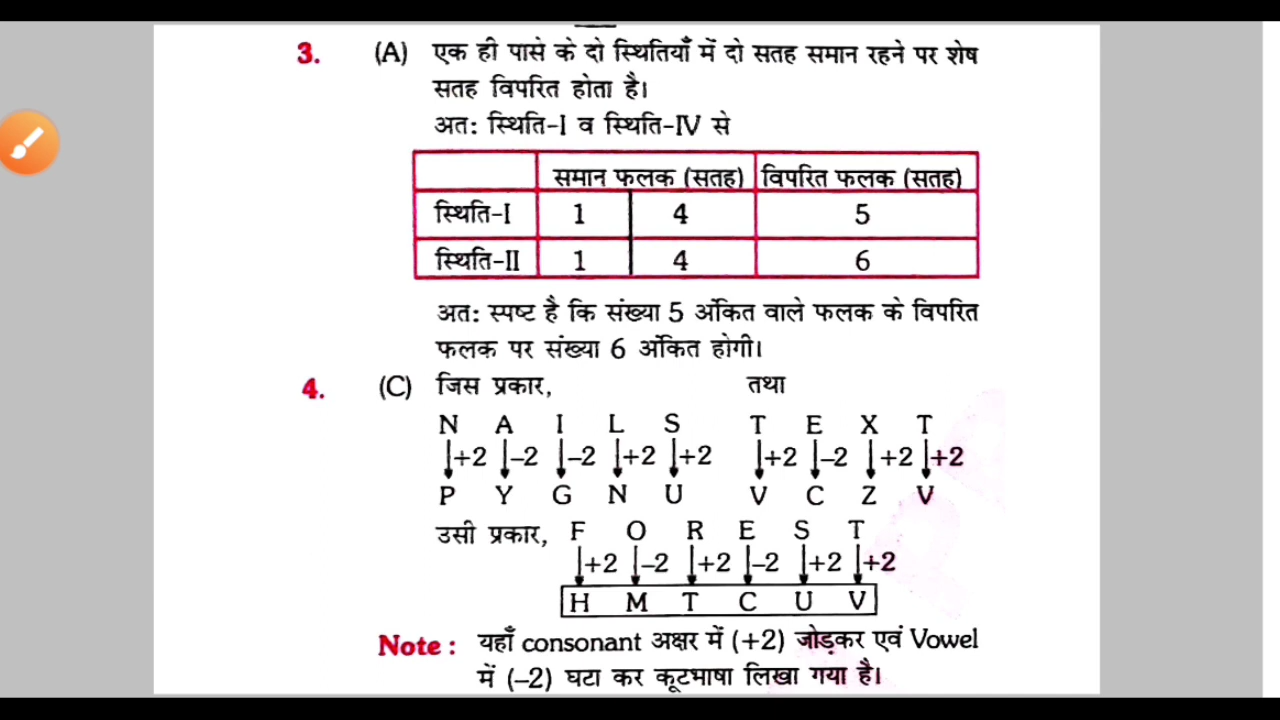 3. (A) एक ही पासे के दो स्थितियाँ में दो सतह समान रहने पर शेष
सतह विपरित होता है।
अत: स्थिति-I व स्थिति-IV से
समान फलक (सतह) विपरित फलक (सतह)
स्थिति-I 1 4 5
स्थिति-II 1 4 6
अत: स्पष्ट है कि संख्या 5 अंकित वाले फलक के विपरित
फलक पर संख्या 6 अंकित होगी।
4. (C) जिस प्रकार, तथा
N A I L S T E X T
+2 –2 –2 +2 +2 +2 –2 +2 +2
P Y G N U V C Z V
उसी प्रकार, F O R E S T
+2 –2 +2 –2 +2 +2
H M T C U V
Note : यहाँ consonant अक्षर में (+2) जोड़कर एवं Vowel
में (–2) घटा कर कूटभाषा लिखा गया है।